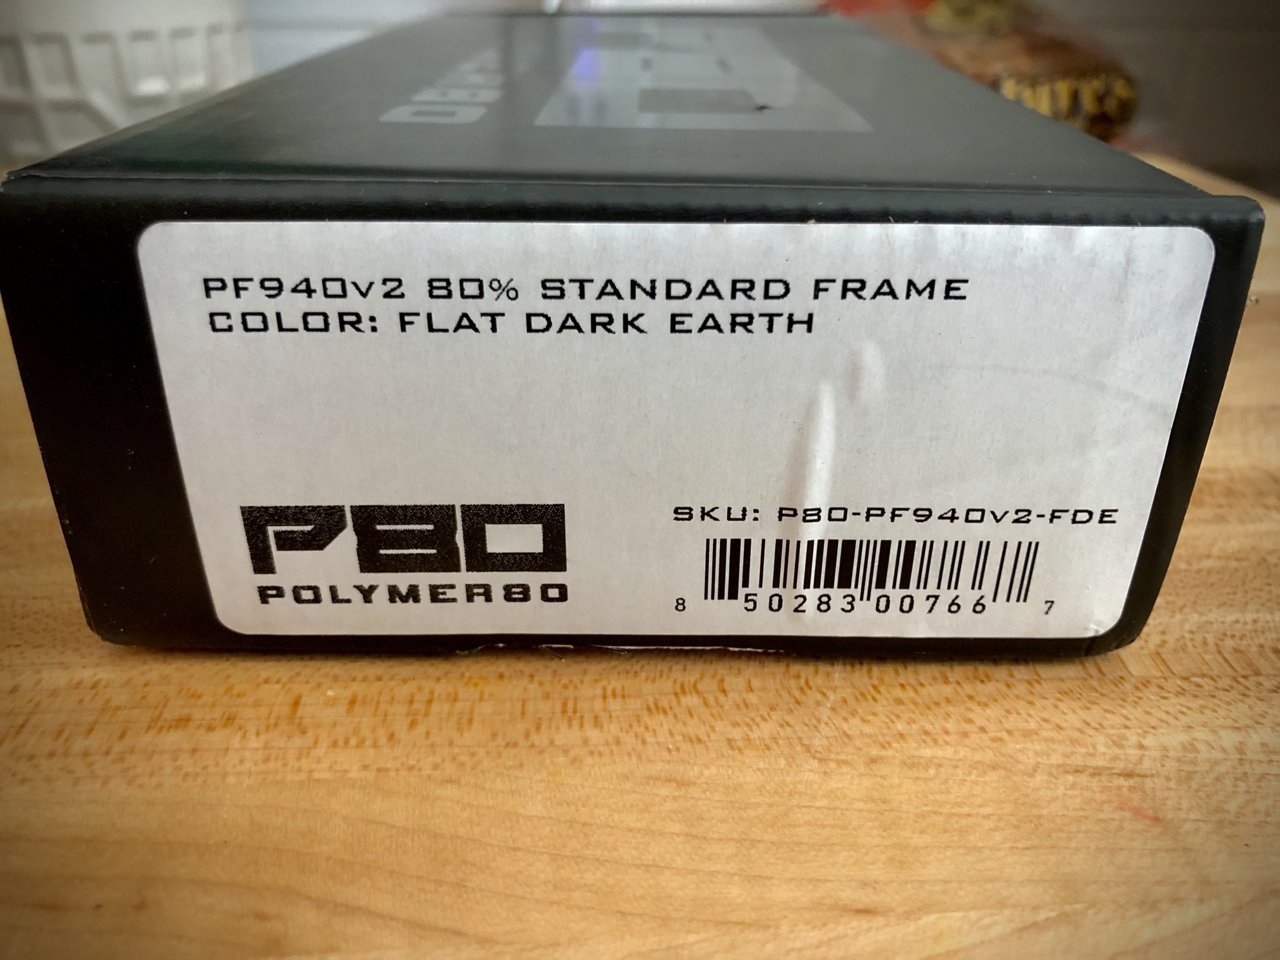 PF940v2 80% STANDARD FRAME
COLOR: FLAT DARK EARTH
P80
POLYMER80
SKU: P80-PF940v2-FDE
8 50283 00766 7